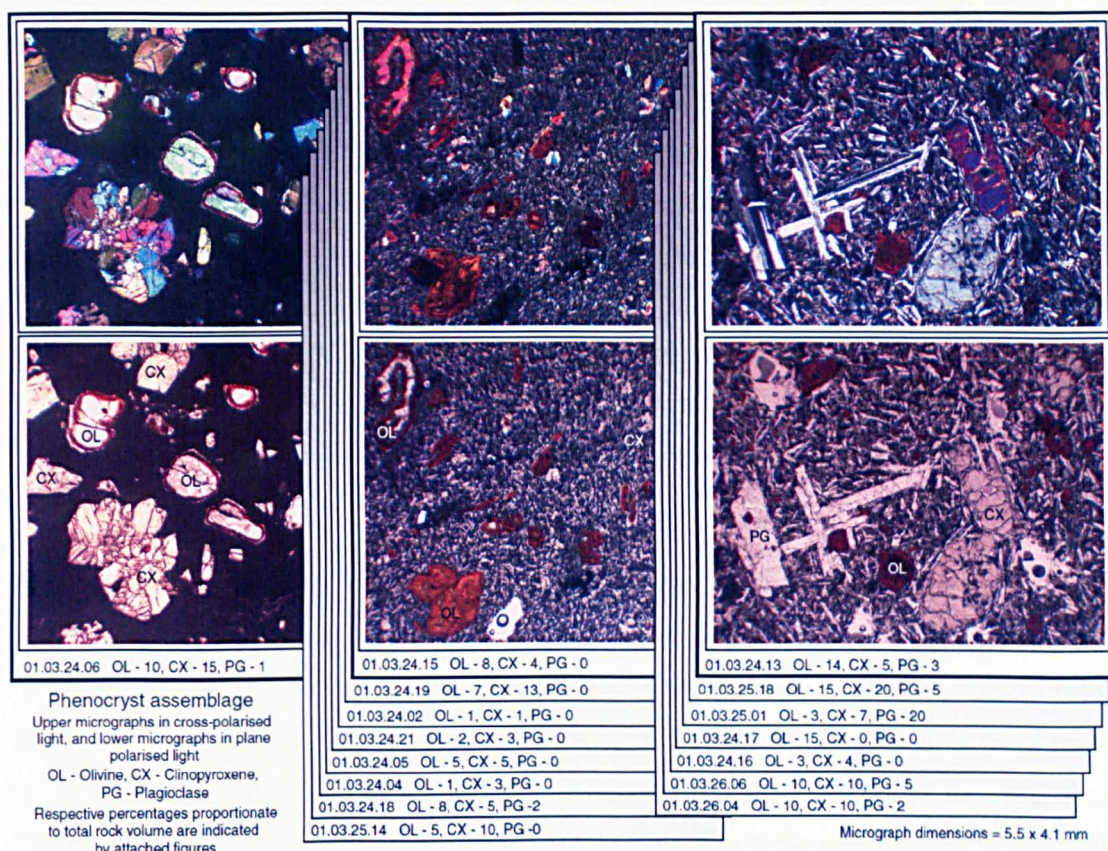 CX
OL
CX
OL
CX
OL
CX
OL
PG
CX
OL
01.03.24.06 OL - 10, CX - 15, PG - 1
01.03.24.15 OL - 8, CX - 4, PG - 0
01.03.24.19 OL - 7, CX - 13, PG - 0
01.03.24.02 OL - 1, CX - 1, PG - 0
01.03.24.21 OL - 2, CX - 3, PG - 0
01.03.24.05 OL - 5, CX - 5, PG - 0
01.03.24.04 OL - 1, CX - 3, PG - 0
01.03.24.18 OL - 8, CX - 5, PG -2
01.03.25.14 OL - 5, CX - 10, PG -0
01.03.24.13 OL - 14, CX - 5, PG - 3
01.03.25.18 OL - 15, CX - 20, PG - 5
01.03.25.01 OL - 3, CX - 7, PG - 20
01.03.24.17 OL - 15, CX - 0, PG - 0
01.03.24.16 OL - 3, CX - 4, PG - 0
01.03.26.06 OL - 10, CX - 10, PG - 5
01.03.26.04 OL - 10, CX - 10, PG - 2
Phenocryst assemblage
Upper micrographs in cross-polarised
light, and lower micrographs in plane
polarised light
OL - Olivine, CX - Clinopyroxene,
PG - Plagioclase
Respective percentages proportionate
to total rock volume are indicated
by attached figures
Micrograph dimensions = 5.5 x 4.1 mm